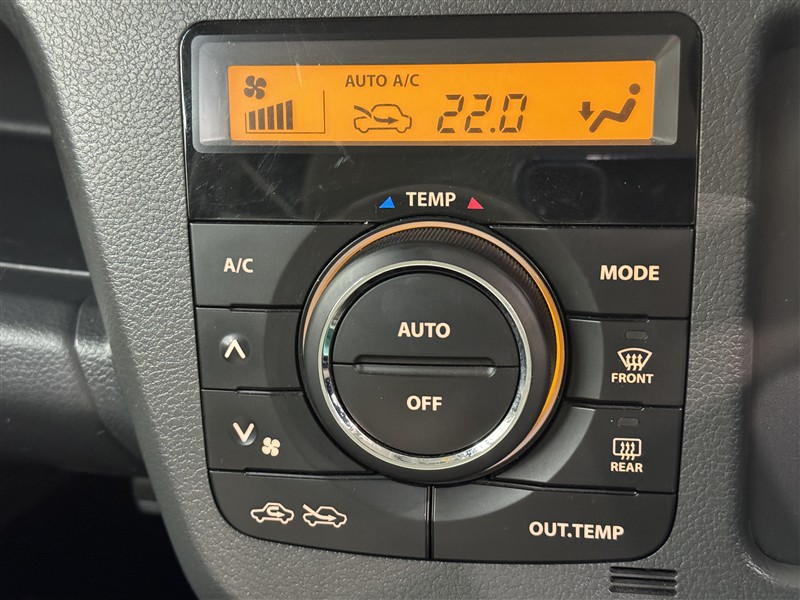 AUTO A/C
22.0
TEMP
A/C
MODE
AUTO
FRONT
OFF
REAR
OUT.TEMP